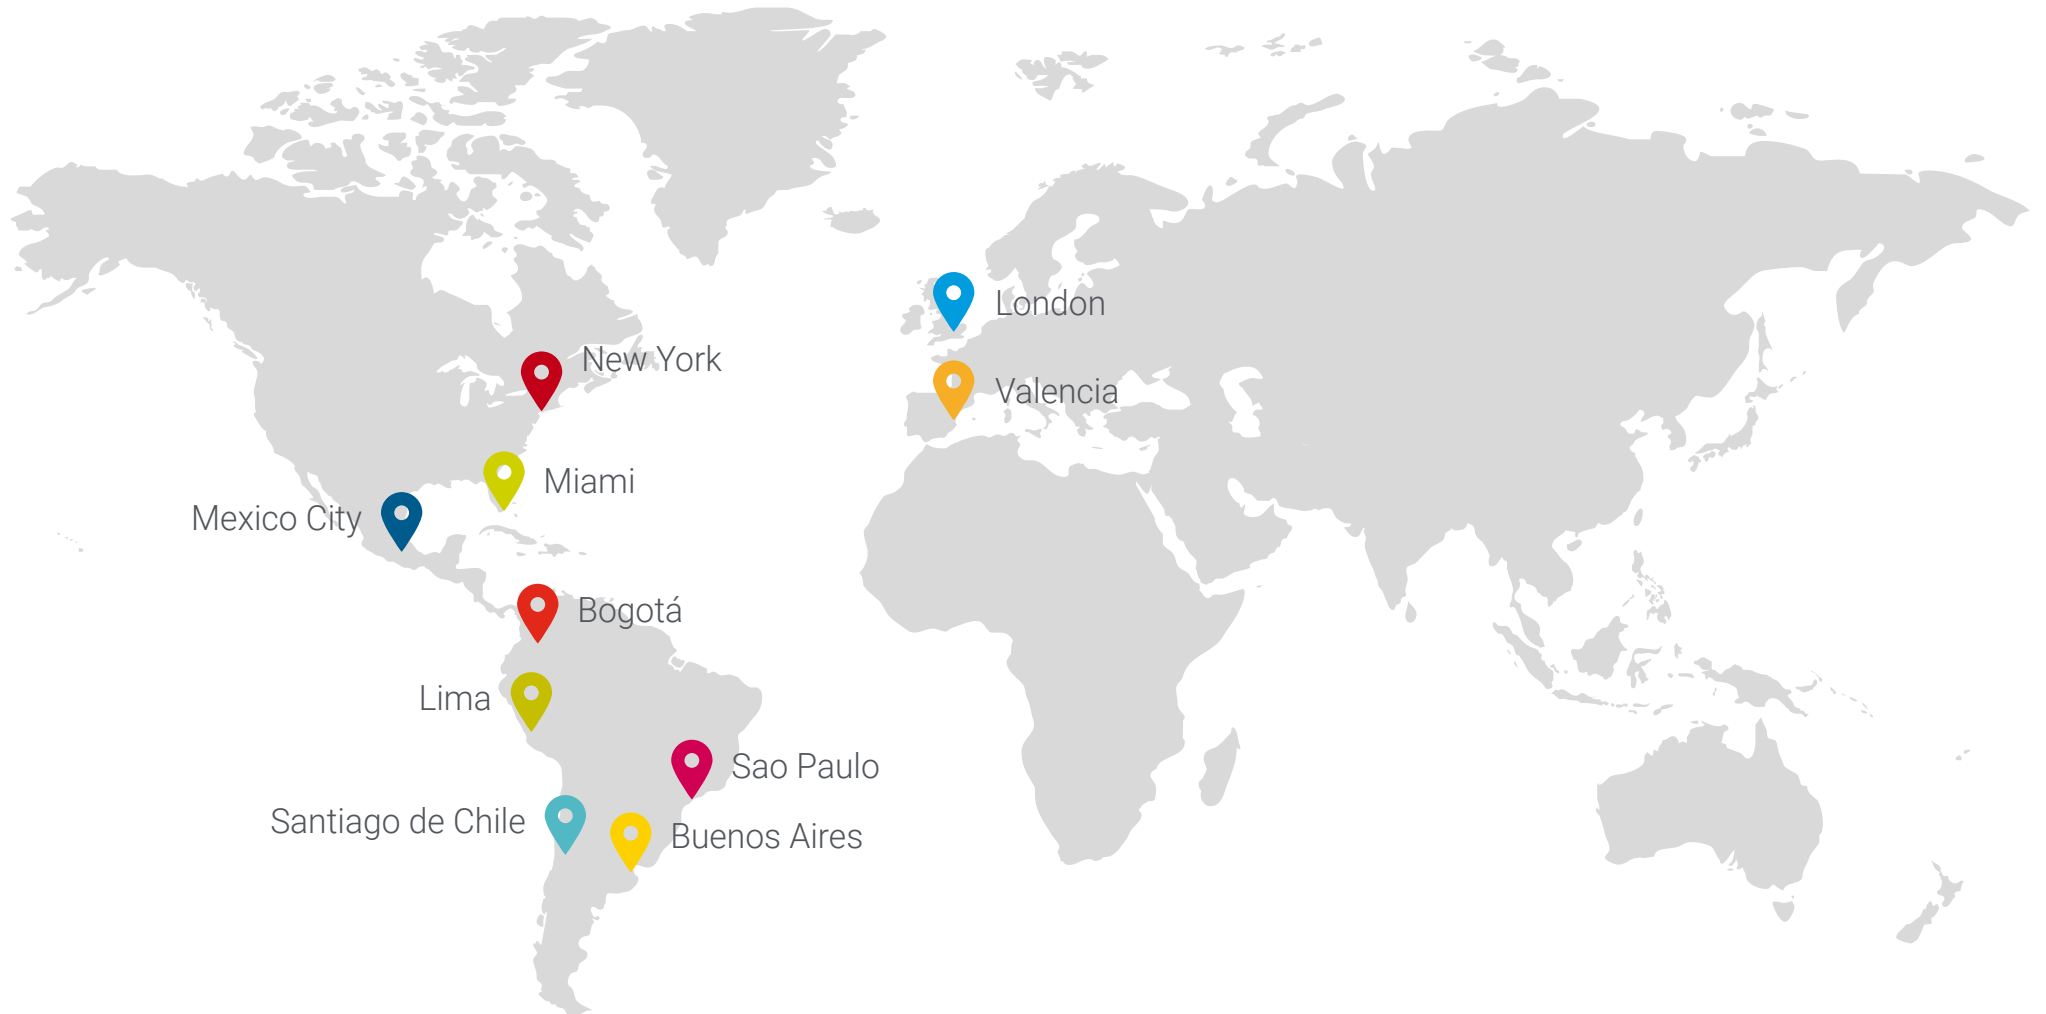 London
New York
Valencia
Miami
Mexico City
Bogotá
Lima
Sao Paulo
Santiago de Chile
Buenos Aires